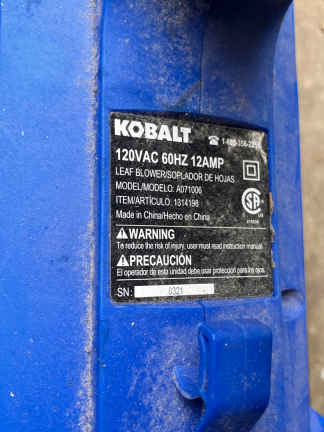 KOBALT
120VAC 60HZ 12AMP
LEAF BLOWER/SOPLADOR DE HOJAS
MODEL/MODELO: A071006
ITEM/ARTÍCULO: 1814198
Made in China/Hecho en China
WARNING
To reduce the risk of injury, user must read instruction manual.
PRECAUCIÓN
El operador de esta unidad debe usar protección para los ojos.
SN: 0321